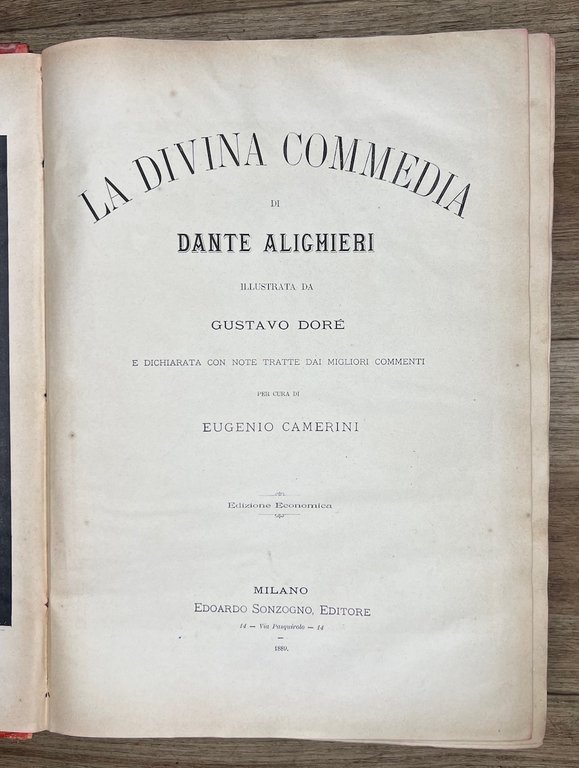 LA DIVINA COMMEDIA
DI
DANTE ALIGHIERI
ILLUSTRATA DA
GUSTAVO DORÉ
E DICHIARATA CON NOTE TRATTE DAI MIGLIORI COMMENTI
PER CURA DI
EUGENIO CAMERINI
Edizione Economica
MILANO
EDOARDO SONZOGNO, EDITORE
14 — Via Pasquirolo — 14
—